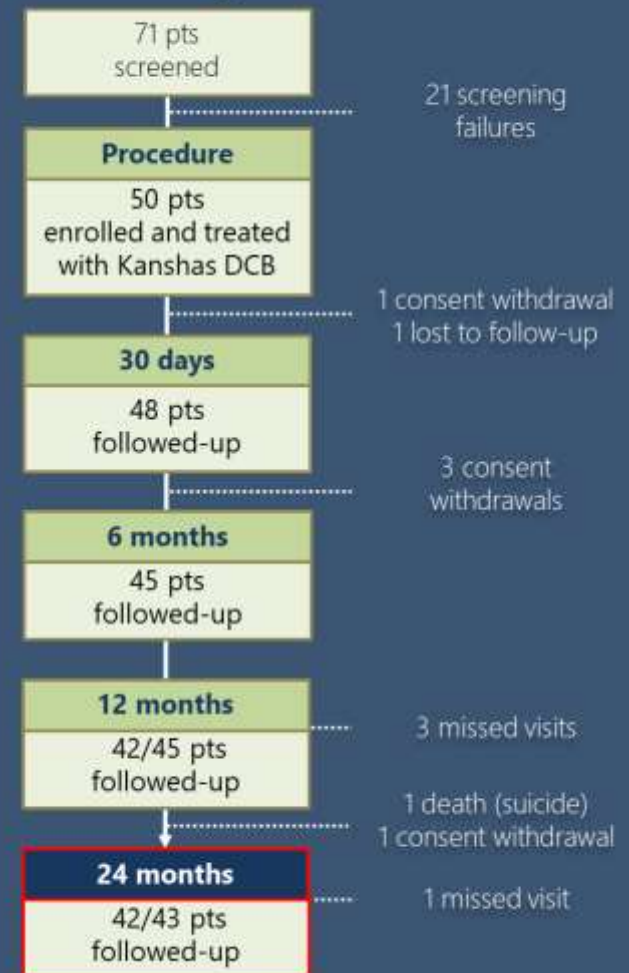 71 pts
screened
21 screening
failures
Procedure
50 pts
enrolled and treated
with Kanshas DCB
1 consent withdrawal
1 lost to follow-up
30 days
48 pts
followed-up
3 consent
withdrawals
6 months
45 pts
followed-up
12 months
42/45 pts
followed-up
3 missed visits
1 death (suicide)
1 consent withdrawal
24 months
42/43 pts
followed-up
1 missed visit